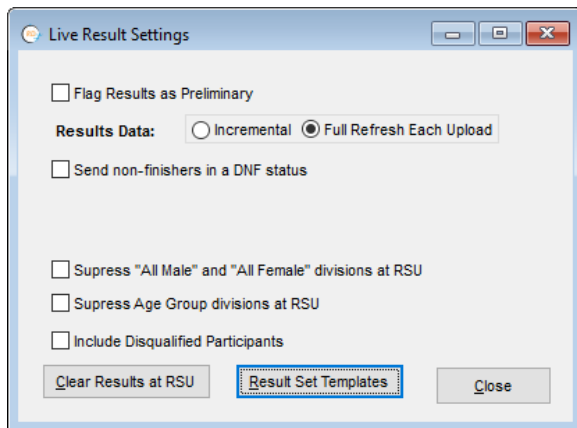 Live Result Settings
Flag Results as Preliminary
Results Data: Incremental Full Refresh Each Upload
Send non-finishers in a DNF status
Supress "All Male" and "All Female" divisions at RSU
Supress Age Group divisions at RSU
Include Disqualified Participants
Clear Results at RSU Result Set Templates Close